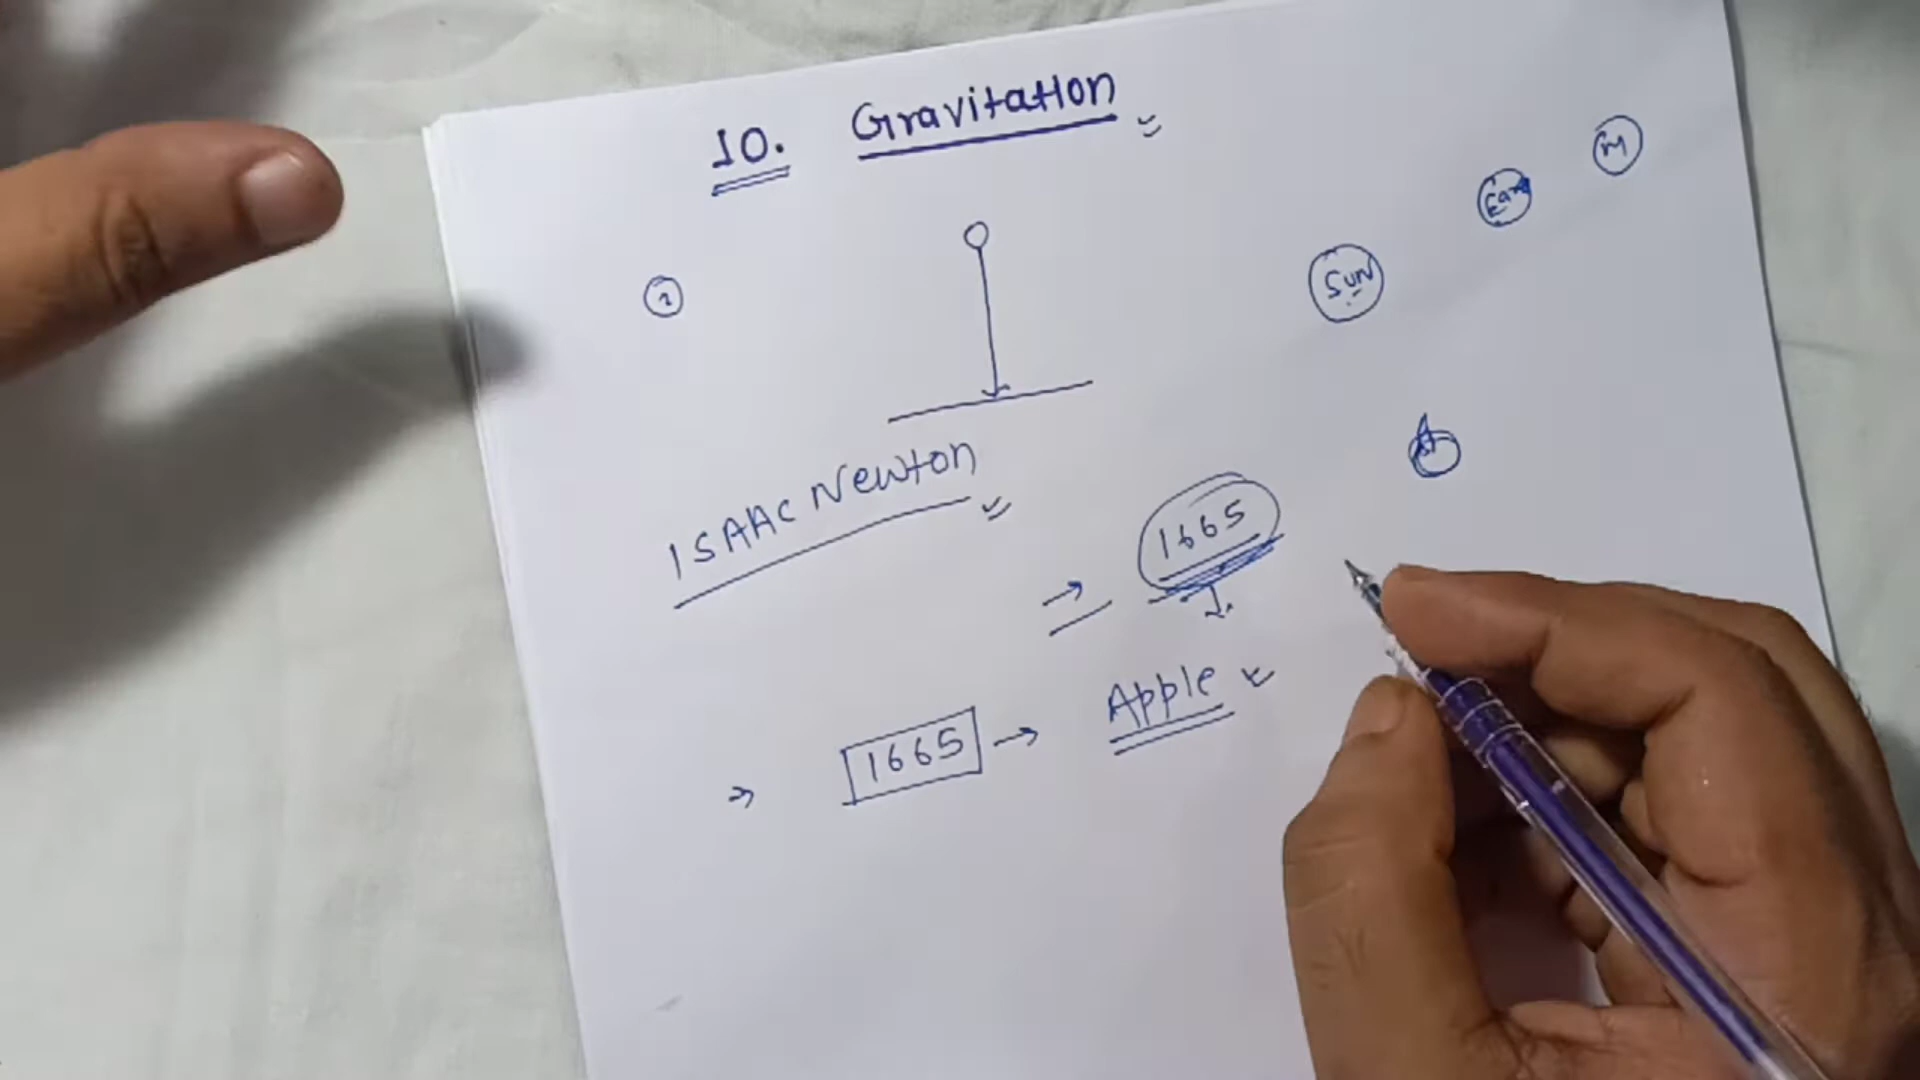 10. Gravitation
M
Earth
Sun
ISAAC Newton
→ 1665
Apple
→ 1665 →